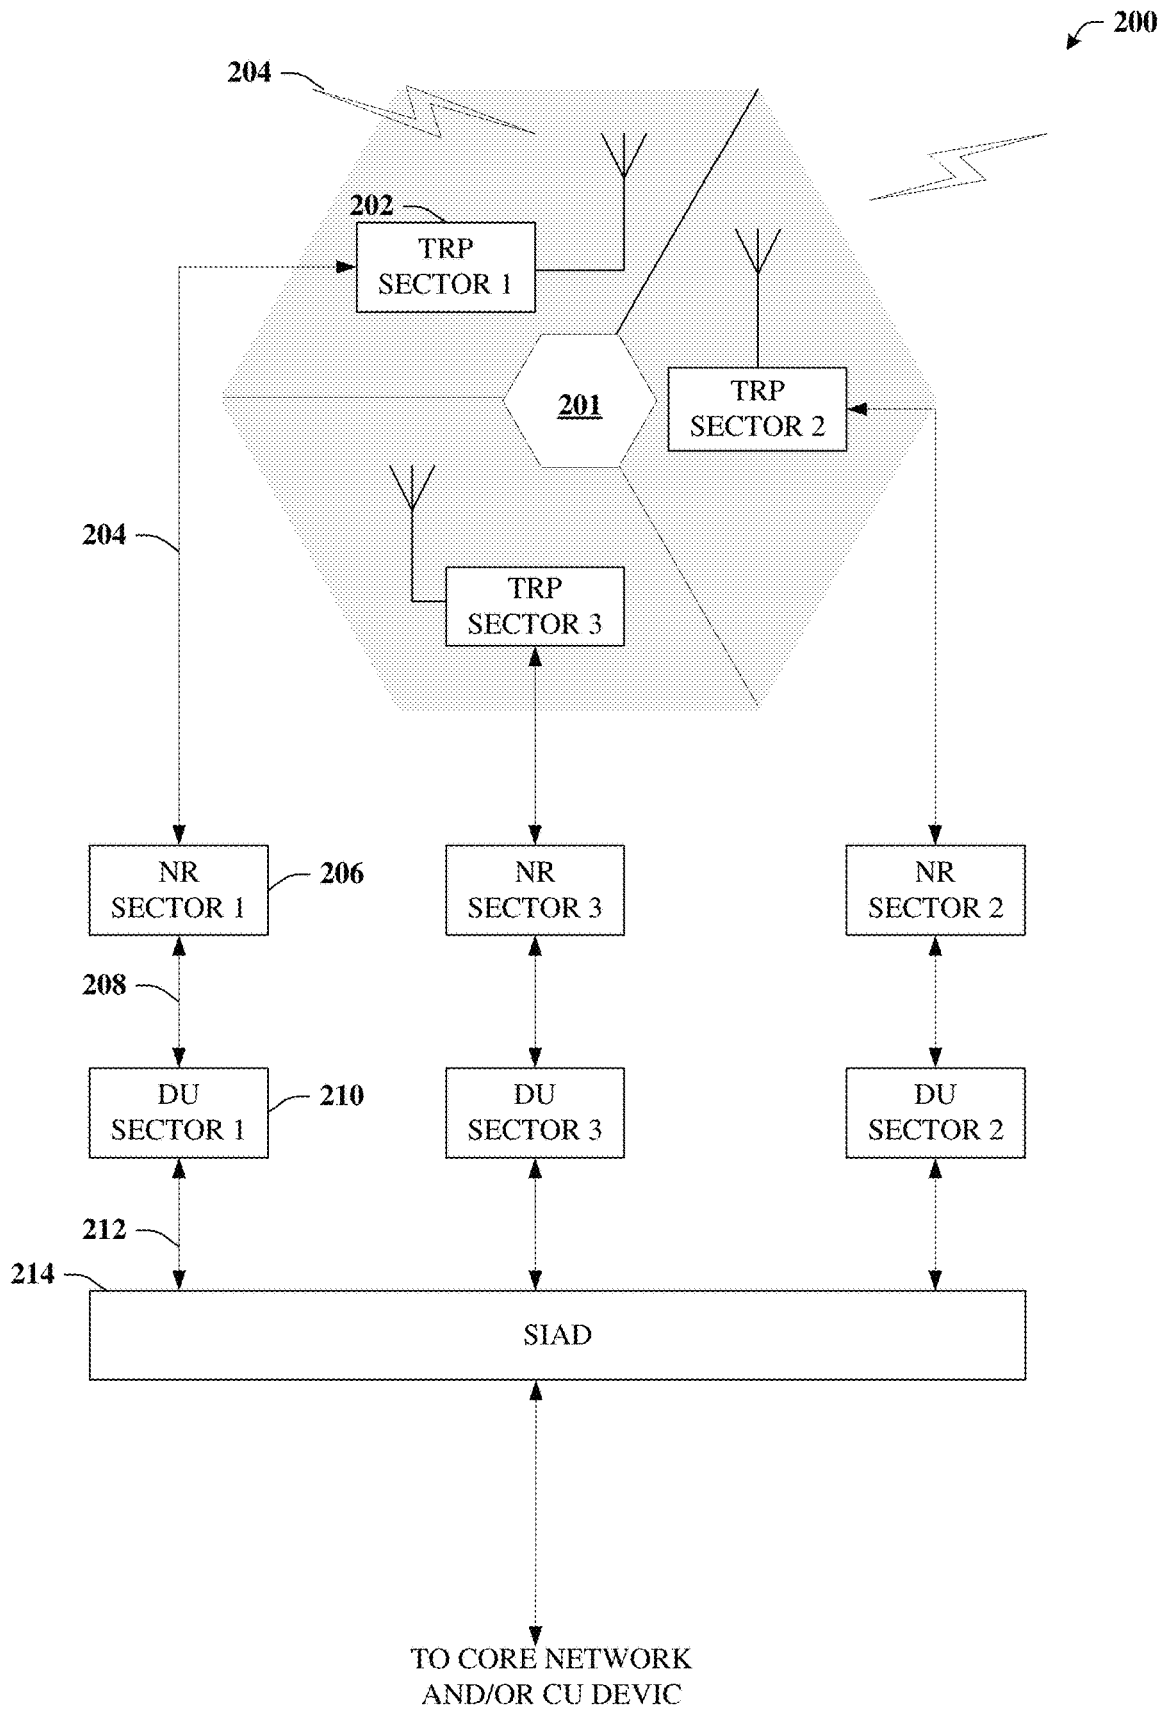 200
204
202
TRP
SECTOR 1
TRP
SECTOR 2
201
TRP
SECTOR 3
204
NR
SECTOR 1
206
NR
SECTOR 3
NR
SECTOR 2
208
DU
SECTOR 1
210
DU
SECTOR 3
DU
SECTOR 2
212
214
SIAD
TO CORE NETWORK
AND/OR CU DEVIC